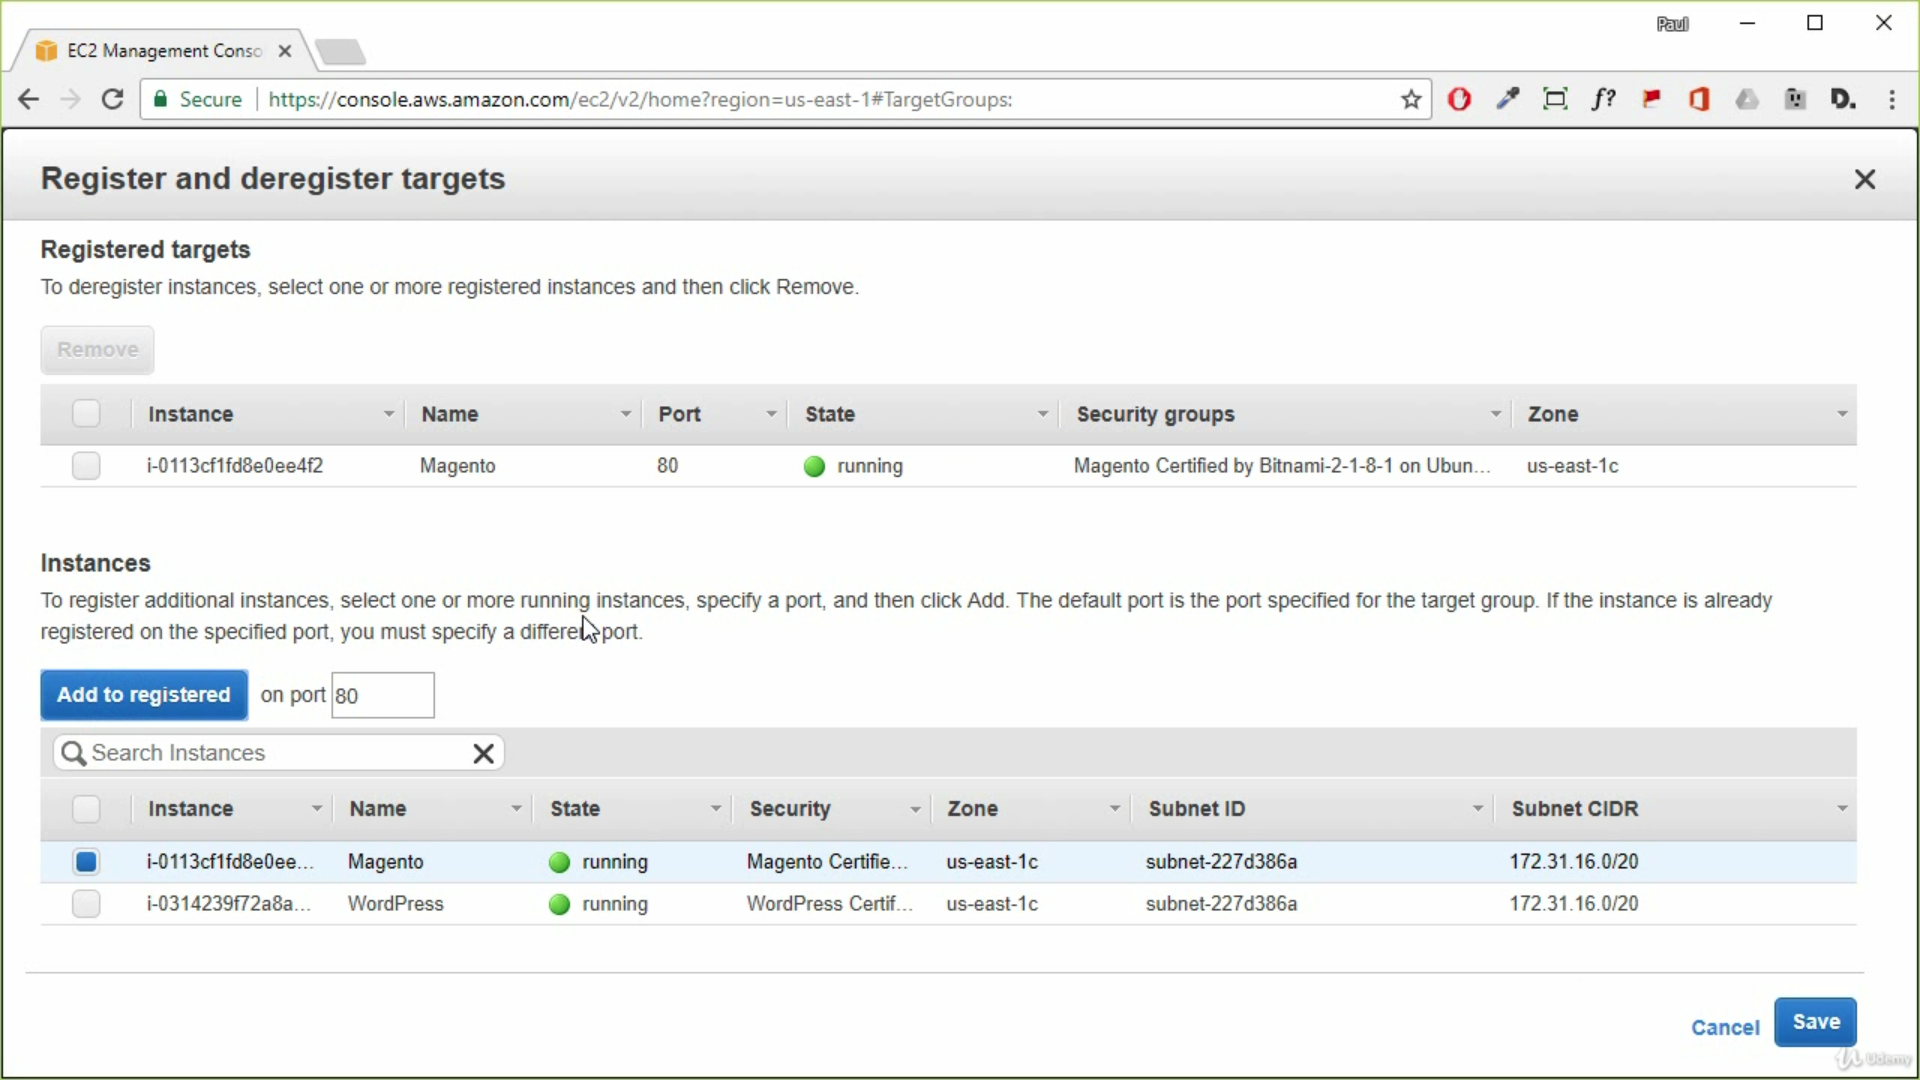 Paul
EC2 Management Conso
Secure https://console.aws.amazon.com/ec2/v2/home?region=us-east-1#TargetGroups:
f? D.
Register and deregister targets
Registered targets
To deregister instances, select one or more registered instances and then click Remove.
Remove
Instance Name Port State Security groups Zone
i-0113cf1fd8e0ee4f2 Magento 80 running Magento Certified by Bitnami-2-1-8-1 on Ubun... us-east-1c
Instances
To register additional instances, select one or more running instances, specify a port, and then click Add. The default port is the port specified for the target group. If the instance is already
registered on the specified port, you must specify a different port.
Add to registered on port 80
Search Instances
Instance Name State Security Zone Subnet ID Subnet CIDR
i-0113cf1fd8e0ee... Magento running Magento Certifie... us-east-1c subnet-227d386a 172.31.16.0/20
i-0314239f72a8a... WordPress running WordPress Certif... us-east-1c subnet-227d386a 172.31.16.0/20
Cancel Save
Udemy